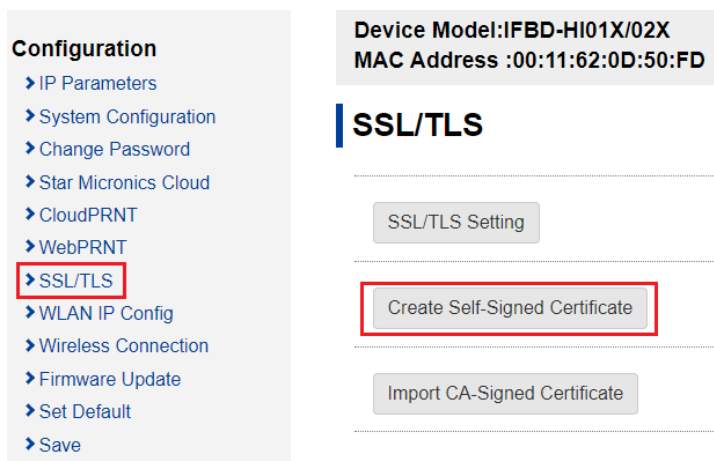 Configuration
IP Parameters
System Configuration
Change Password
Star Micronics Cloud
CloudPRNT
WebPRNT
SSL/TLS
WLAN IP Config
Wireless Connection
Firmware Update
Set Default
Save
Device Model:IFBD-HI01X/02X
MAC Address :00:11:62:0D:50:FD
SSL/TLS
SSL/TLS Setting
Create Self-Signed Certificate
Import CA-Signed Certificate